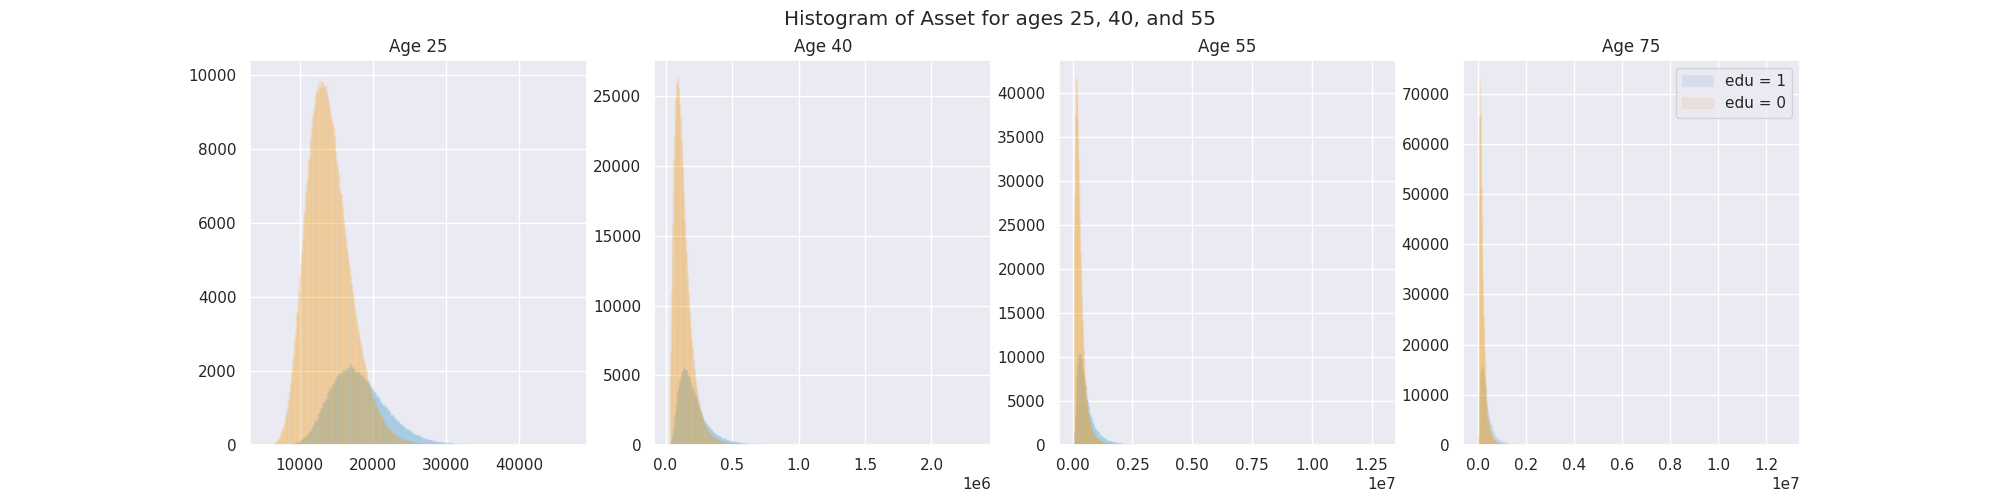 Histogram of Asset for ages 25, 40, and 55
Age 25
10000
8000
6000
4000
2000
0
10000 20000 30000 40000
Age 40
25000
20000
15000
10000
5000
0
0.0 0.5 1.0 1.5 2.0
1e6
Age 55
40000
35000
30000
25000
20000
15000
10000
5000
0
0.00 0.25 0.50 0.75 1.00 1.25
1e7
Age 75
edu = 1
edu = 0
70000
60000
50000
40000
30000
20000
10000
0
0.0 0.2 0.4 0.6 0.8 1.0 1.2
1e7